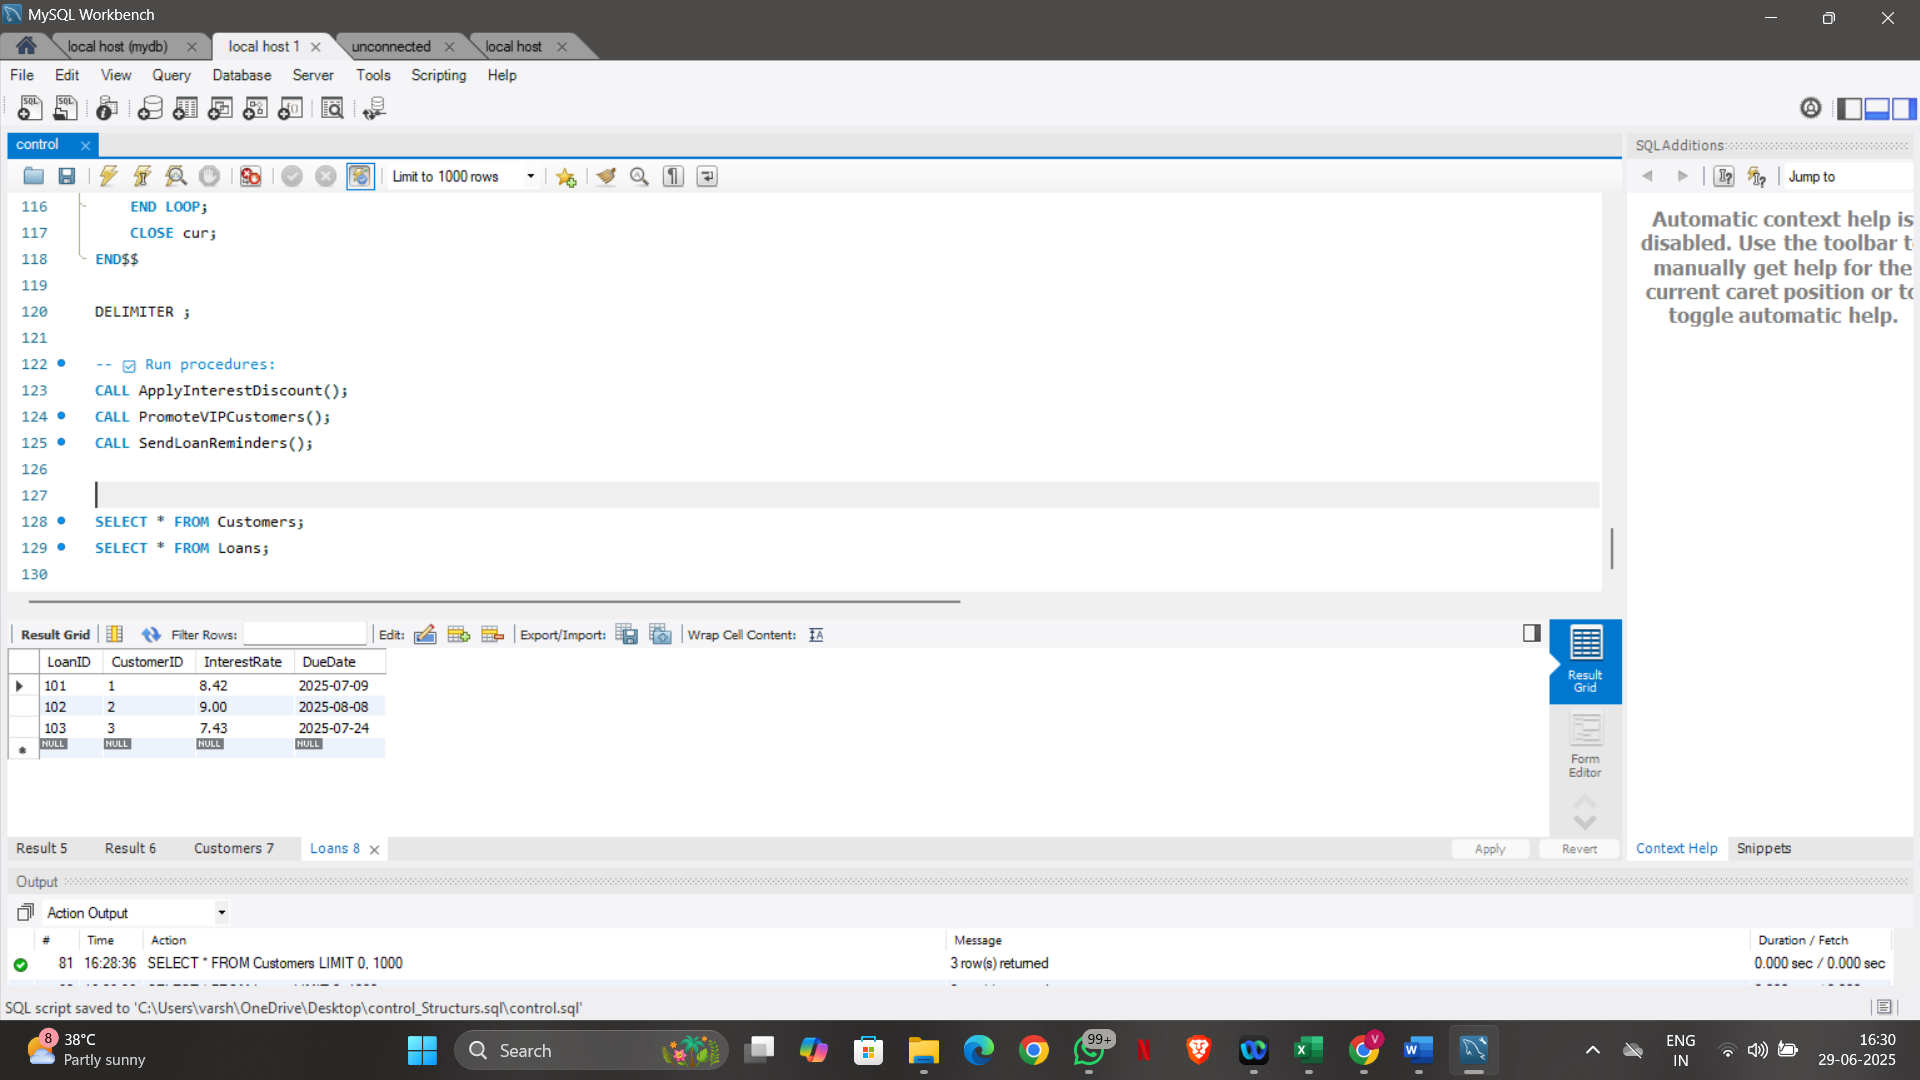 MySQL Workbench
local host (mydb) local host 1 unconnected local host
File Edit View Query Database Server Tools Scripting Help
control
Limit to 1000 rows
116 END LOOP;
117 CLOSE cur;
118 END$$
119
120 DELIMITER ;
121
122 -- ☑ Run procedures:
123 CALL ApplyInterestDiscount();
124 CALL PromoteVIPCustomers();
125 CALL SendLoanReminders();
126
127
128 SELECT * FROM Customers;
129 SELECT * FROM Loans;
130
SQLAdditions
Jump to
Automatic context help is
disabled. Use the toolbar t
manually get help for the
current caret position or to
toggle automatic help.
Result Grid Filter Rows: Edit: Export/Import: Wrap Cell Content:
LoanID CustomerID InterestRate DueDate
101 1 8.42 2025-07-09
102 2 9.00 2025-08-08
103 3 7.43 2025-07-24
NULL NULL NULL NULL
Result
Grid
Form
Editor
Result 5 Result 6 Customers 7 Loans 8 Apply Revert
Context Help Snippets
Output
Action Output
# Time Action Message Duration / Fetch
81 16:28:36 SELECT * FROM Customers LIMIT 0, 1000 3 row(s) returned 0.000 sec / 0.000 sec
SQL script saved to 'C:\Users\varsh\OneDrive\Desktop\control_Structurs.sql\control.sql'
8 38°C
Partly sunny
Search
99+
V
ENG
IN
16:30
29-06-2025